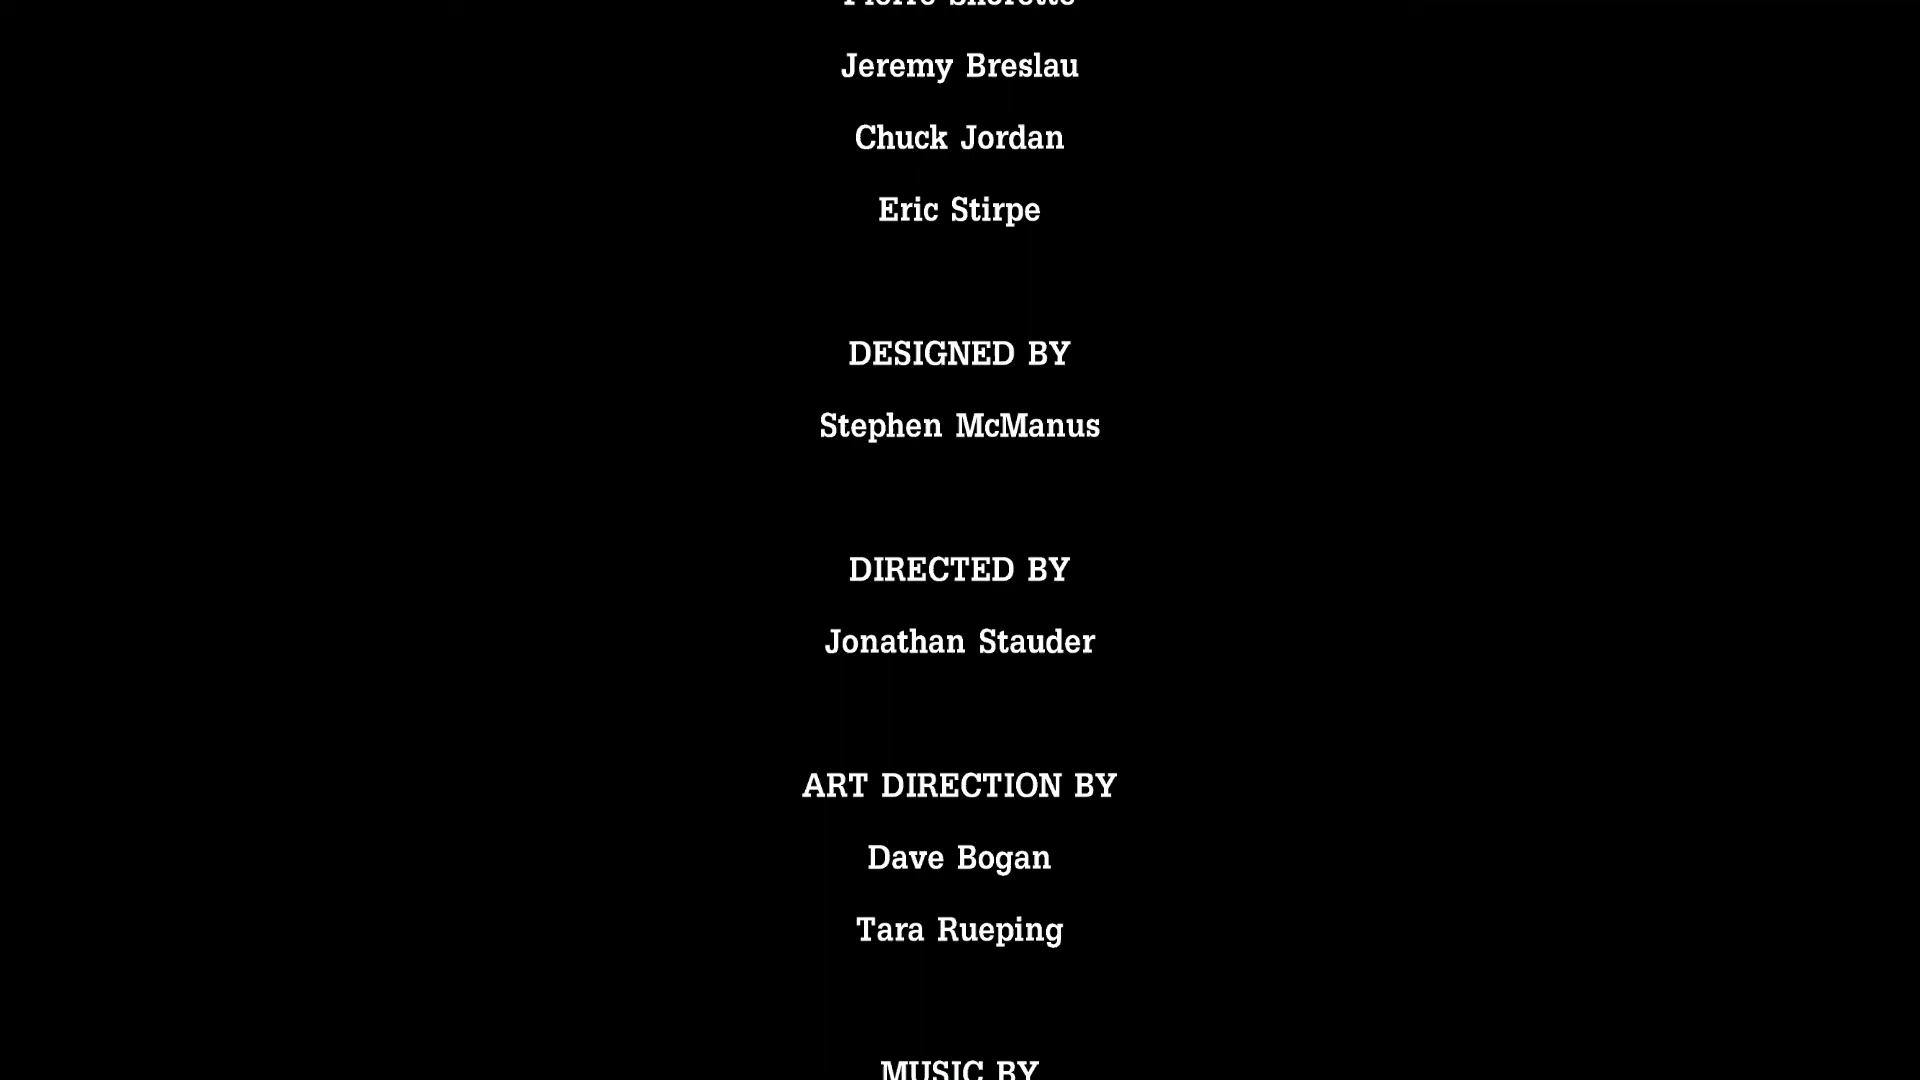 Jeremy Breslau
Chuck Jordan
Eric Stirpe
DESIGNED BY
Stephen McManus
DIRECTED BY
Jonathan Stauder
ART DIRECTION BY
Dave Bogan
Tara Rueping
MUSIC BY